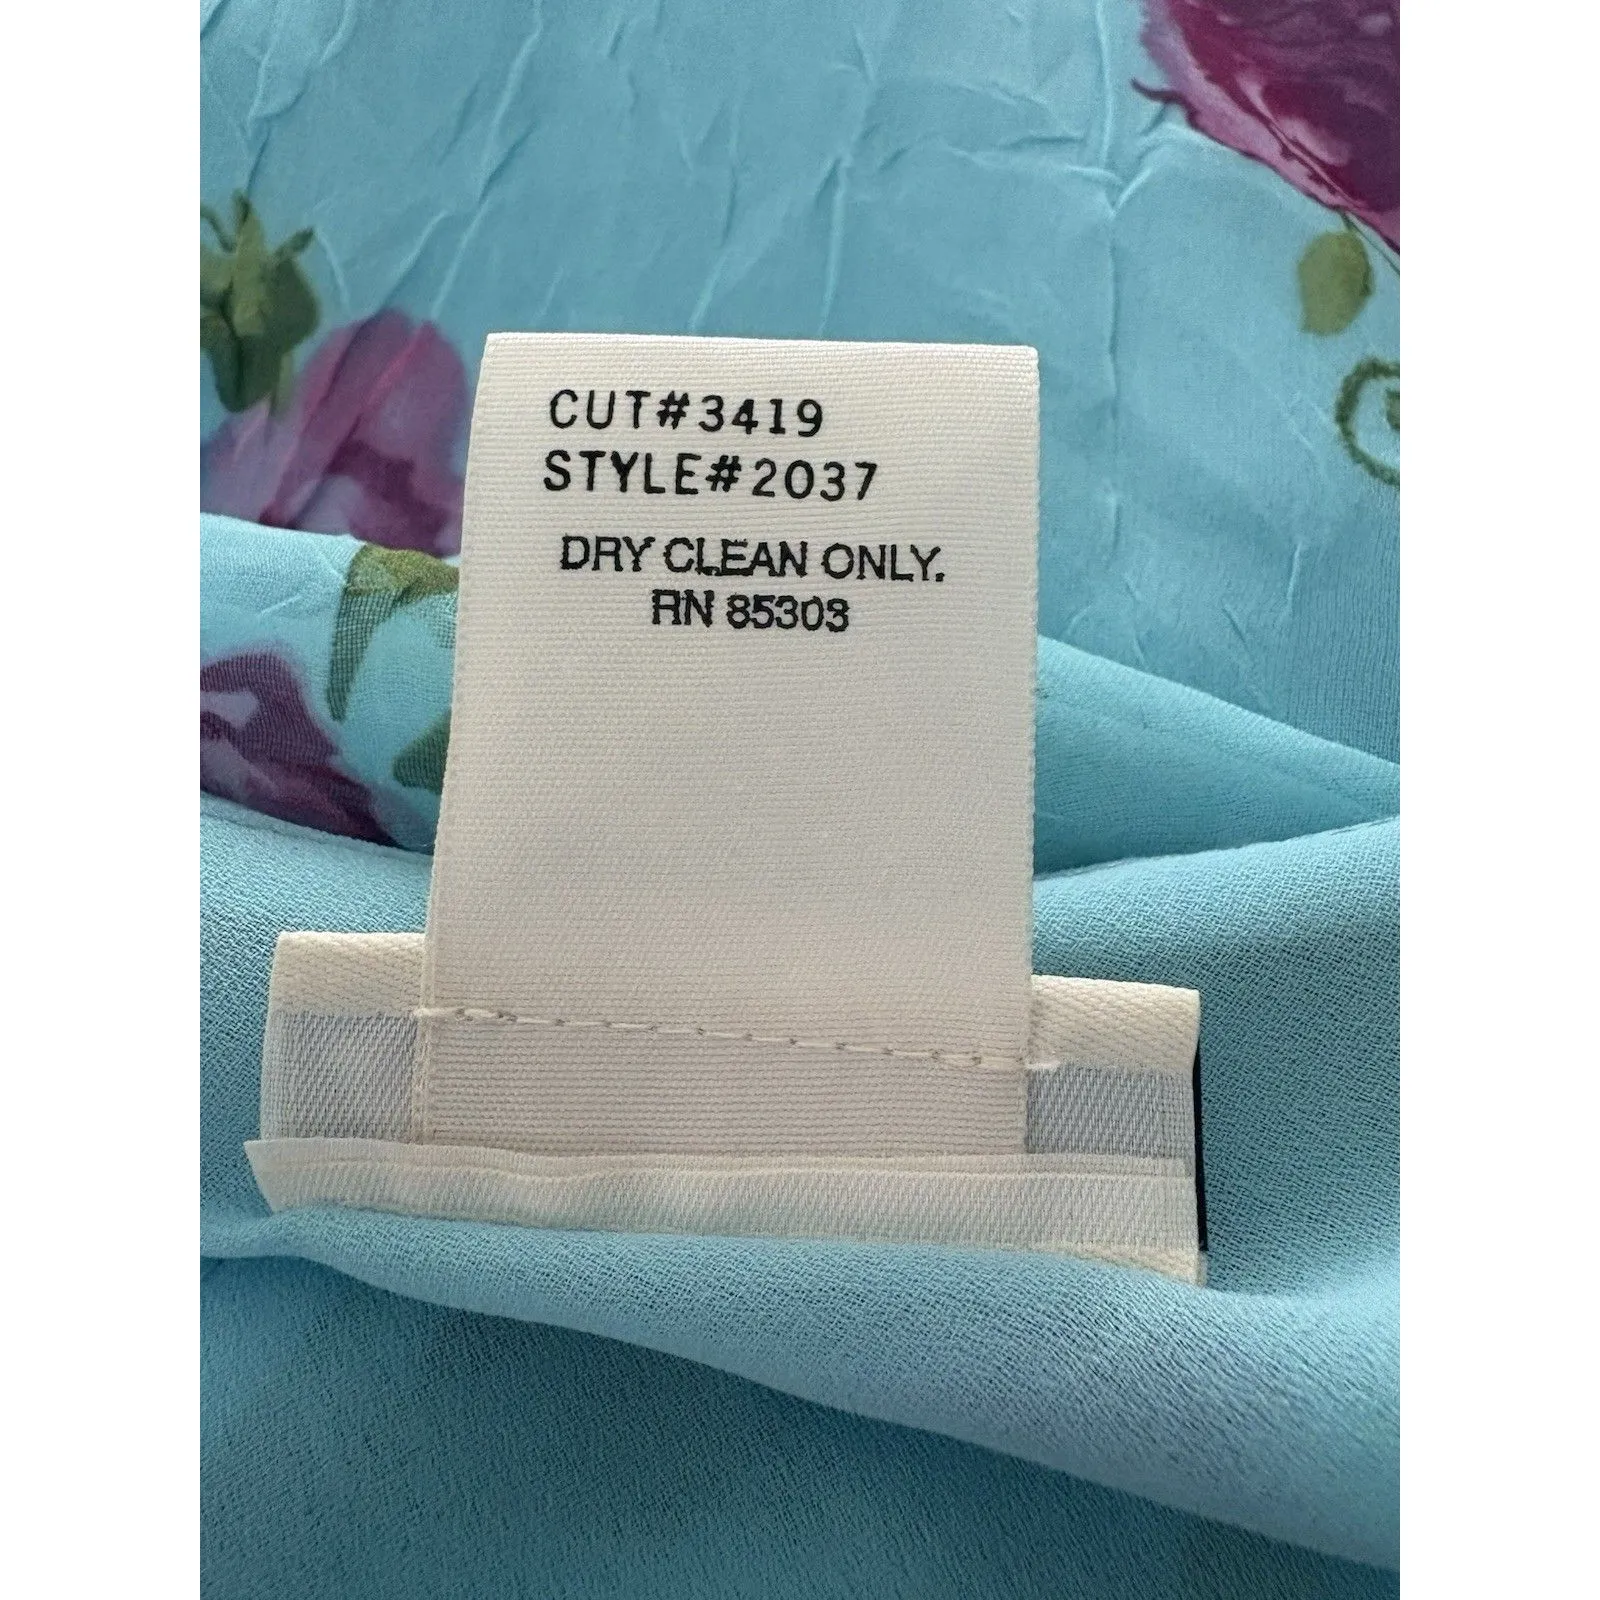 CUT#3419
STYLE#2037
DRY CLEAN ONLY.
RN 85303